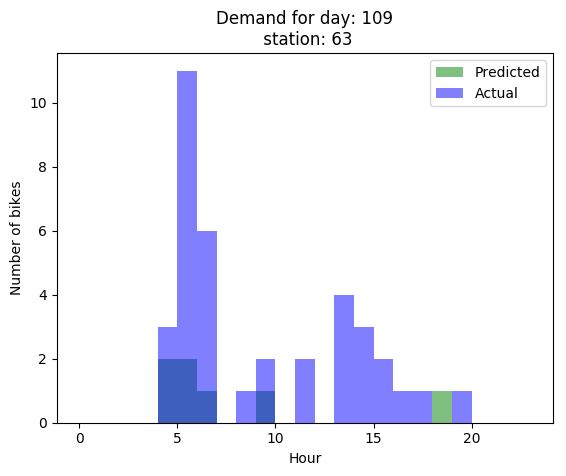 Demand for day: 109
station: 63
Predicted
Actual
Number of bikes
10
8
6
4
2
0
0 5 10 15 20
Hour